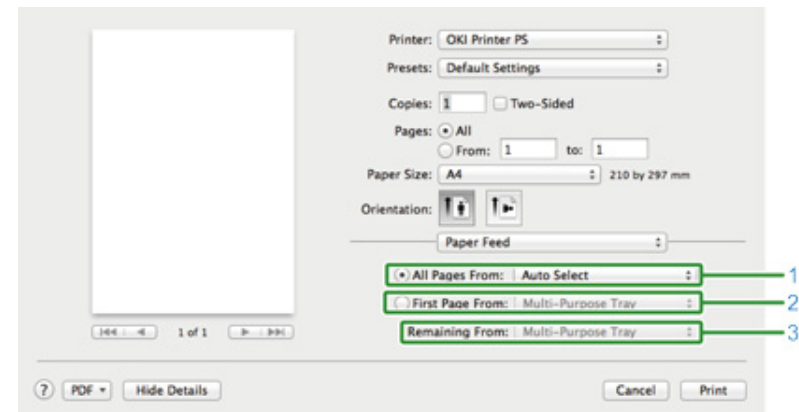 Printer: OKI Printer PS
Presets: Default Settings
Copies: 1 Two-Sided
Pages: All
From: 1 to: 1
Paper Size: A4 210 by 297 mm
Orientation:
Paper Feed
All Pages From: Auto Select 1
First Page From: Multi-Purpose Tray 2
Remaining From: Multi-Purpose Tray 3
1 of 1
? PDF Hide Details Cancel Print